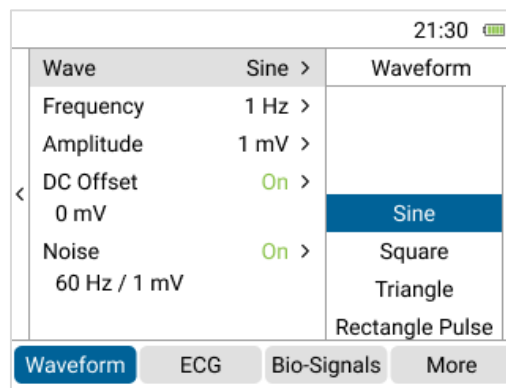 21:30
Wave Sine >
Frequency 1 Hz >
Amplitude 1 mV >
DC Offset On >
0 mV
Noise On >
60 Hz / 1 mV
<
Waveform
Sine
Square
Triangle
Rectangle Pulse
Waveform ECG Bio-Signals More